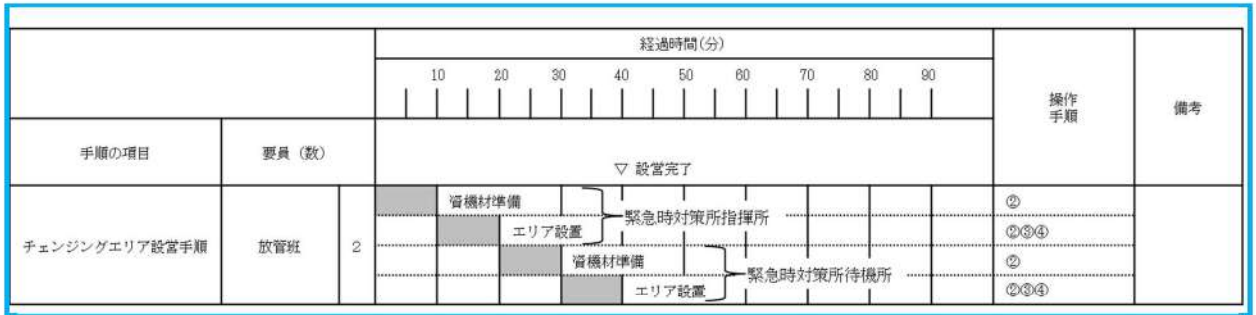 経過時間(分)
10 20 30 40 50 60 70 80 90
操作
手順
備考
手順の項目 要員(数)
▽ 設営完了
チェンジングエリア設営手順 放管班 2
資機材準備 ②
緊急時対策所指揮所
エリア設置 ②③④
資機材準備 ②
緊急時対策所待機所
エリア設置 ②③④